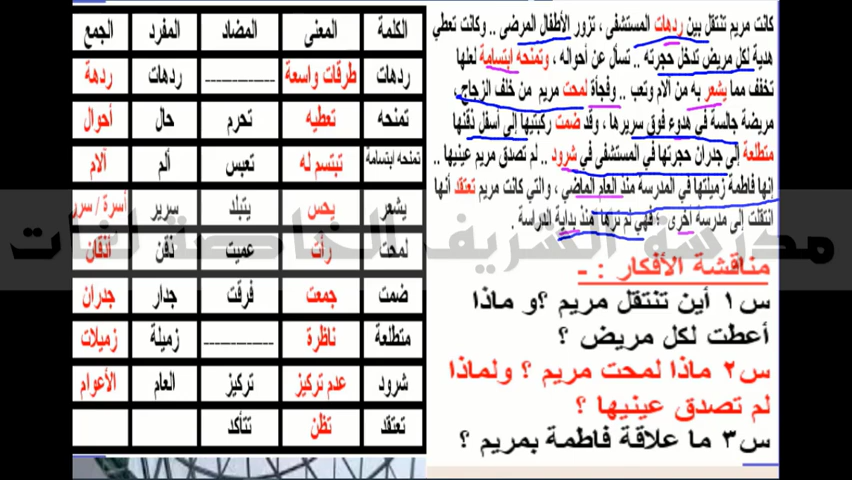 كانت مريم تنتقل بين ردهات المستشفى ، تزور الأطفال المرضى .. وكانت تعطي
هدية لكل مريض تدخل حجرته .. تسأل عن أحواله ، وتمنحه ابتسامة لعلها
تخفف مما يشعر به من آلام وتعب .. وفجأة لمحت مريم من خلف الزجاج,
مريضة جالسة في هدوء فوق سريرها ، وقد ضمت ركبتيها إلى أسفل ذقنها
متطلعة إلى جدران حجرتها في المستشفى في شرود .. لم تصدق مريم عينيها ..
إنها فاطمة زميلتها في المدرسة منذ العام الماضي ، والتي كانت مريم تعتقد أنها
انتقلت إلى مدرسة أخرى : فهي لم تزها منذ بداية الدراسة .
مناقشة الأفكار : -
س١ أين تنتقل مريم ؟و ماذا
أعطت لكل مريض ؟
س٢ ماذا لمحت مريم ؟ ولماذا
لم تصدق عينيها ؟
س٣ ما علاقة فاطمة بمريم ؟
الكلمة المعنى المضاد المفرد الجمع
ردهات طرقات واسعة ------------- ردهات ردهة
تمنحه تعطيه تحرم حال أحوال
تمنحه ابتسامة تبتسم له تعبس ألم آلام
يشعر يحس يتبلد سرير أسرة / سرر
لمحت رأت عميت ذقن أذقان
ضمت جمعت فرقت جدار جدران
متطلعة ناظرة ------------- زميلة زميلات
شرود عدم تركيز تركيز العام الأعوام
تعتقد تظن تتأكد
مدرسة الشريف الخاصة لغات